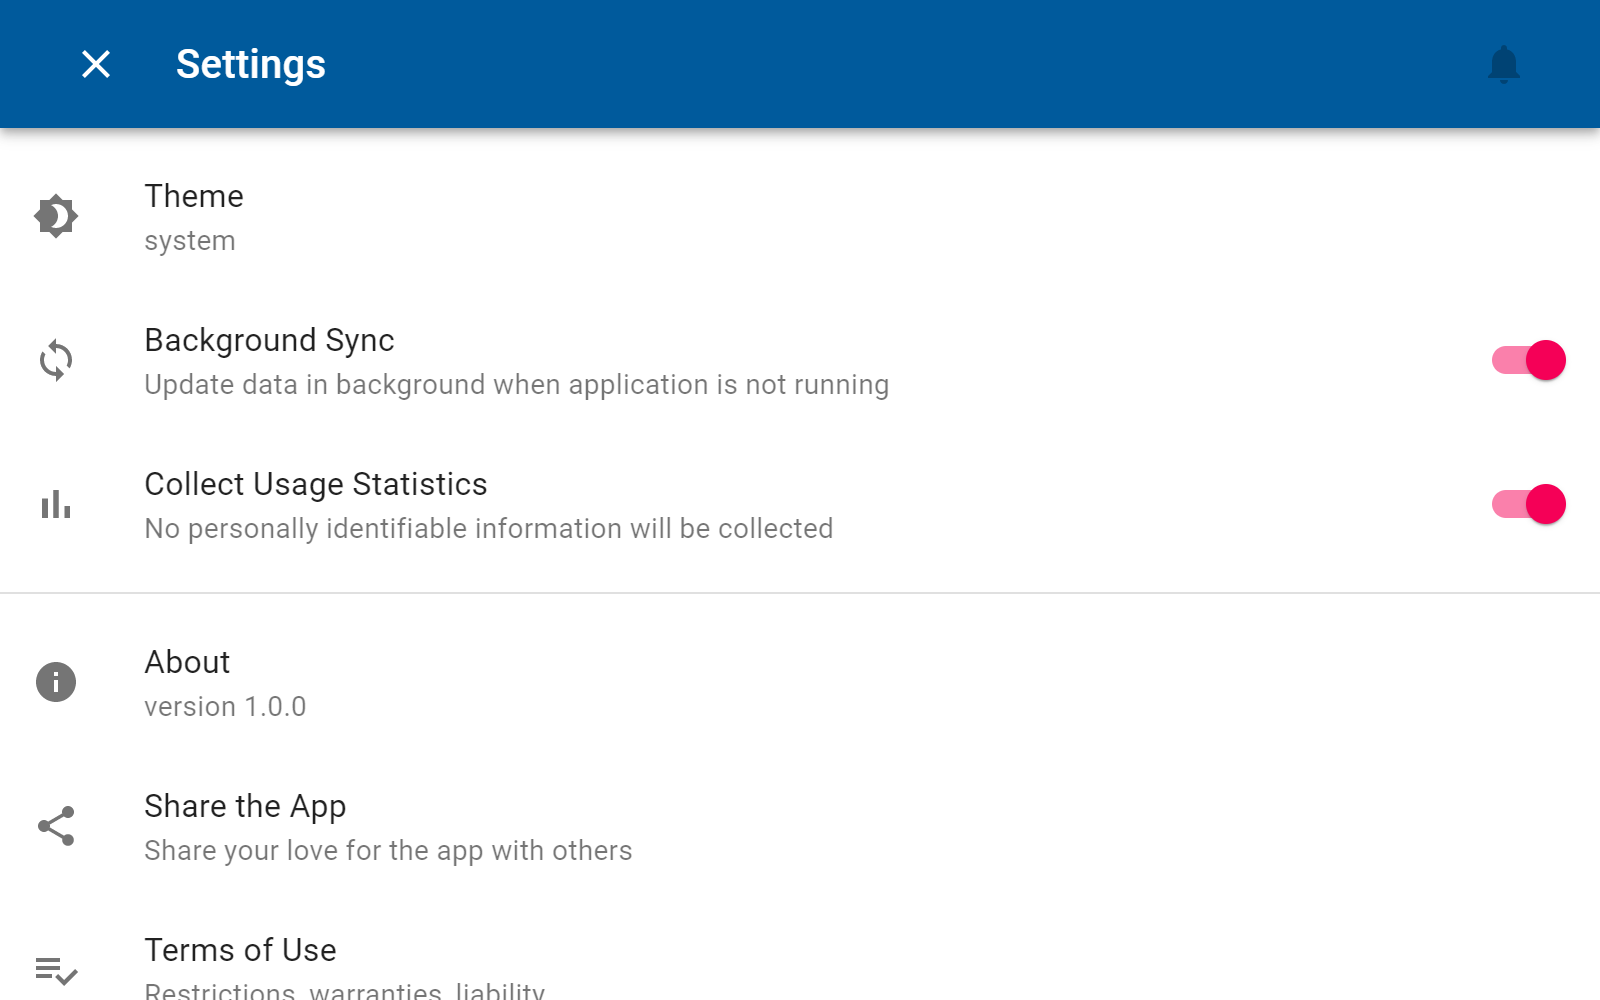 Settings
Theme
system
Background Sync
Update data in background when application is not running
Collect Usage Statistics
No personally identifiable information will be collected
About
version 1.0.0
Share the App
Share your love for the app with others
Terms of Use
Restrictions, warranties, liability